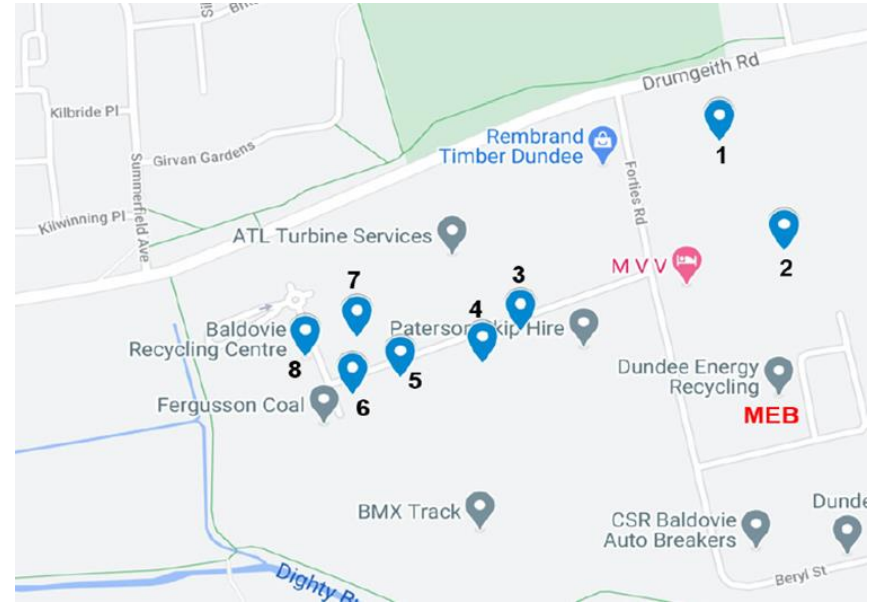 Drumgeith Rd
Kilbride Pl
Rembrand
Timber Dundee
1
Girvan Gardens
Summerfield Ave
Forties Rd
Kilwinning Pl
ATL Turbine Services
2
M V V
3
7
4
Baldovie
Recycling Centre
Paterson Skip Hire
8
5
6
Dundee Energy
Recycling
MEB
Fergusson Coal
BMX Track
CSR Baldovie
Auto Breakers
Dunde
Beryl St
Dighty